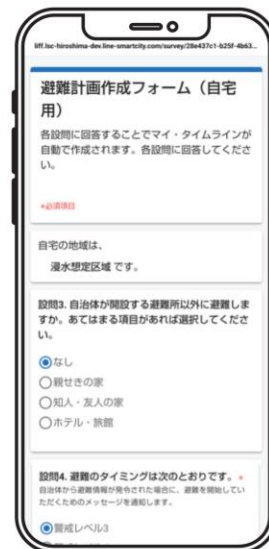 liff.lsc-hiroshima-dev.line-smartcity.com/survey/28e437c1-b25f-4b63...
避難計画作成フォーム（自宅
用）
各設問に回答することでマイ・タイムラインが
自動で作成されます。各設問に回答してくださ
い。
*必須項目
自宅の地域は、
浸水想定区域 です。
設問3. 自治体が開設する避難所以外に避難しま
すか。あてはまる項目があれば選択してくださ
い。
なし
親せきの家
知人・友人の家
ホテル・旅館
設問4. 避難のタイミングは次のとおりです。*
自治体から避難情報が発令された場合に、避難を開始してい
ただくためのメッセージを通知します。
警戒レベル3